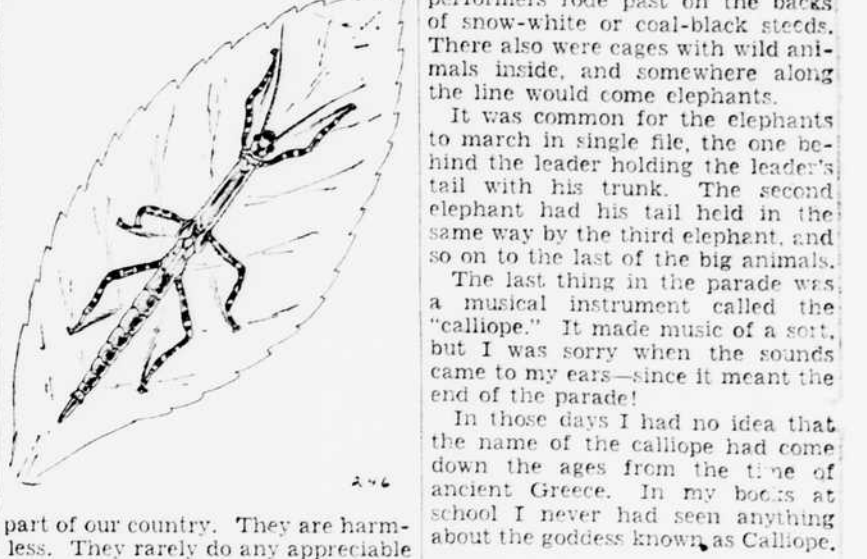 246
part of our country. They are harm-
less. They rarely do any appreciable
performers rode past on the backs
of snow-white or coal-black steeds.
There also were cages with wild ani-
mals inside, and somewhere along
the line would come elephants.
It was common for the elephants
to march in single file, the one be-
hind the leader holding the leader's
tail with his trunk. The second
elephant had his tail held in the
same way by the third elephant, and
so on to the last of the big animals.
The last thing in the parade was
a musical instrument called the
"calliope." It made music of a sort,
but I was sorry when the sounds
came to my ears—since it meant the
end of the parade!
In those days I had no idea that
the name of the calliope had come
down the ages from the time of
ancient Greece. In my books at
school I never had seen anything
about the goddess known as Calliope.